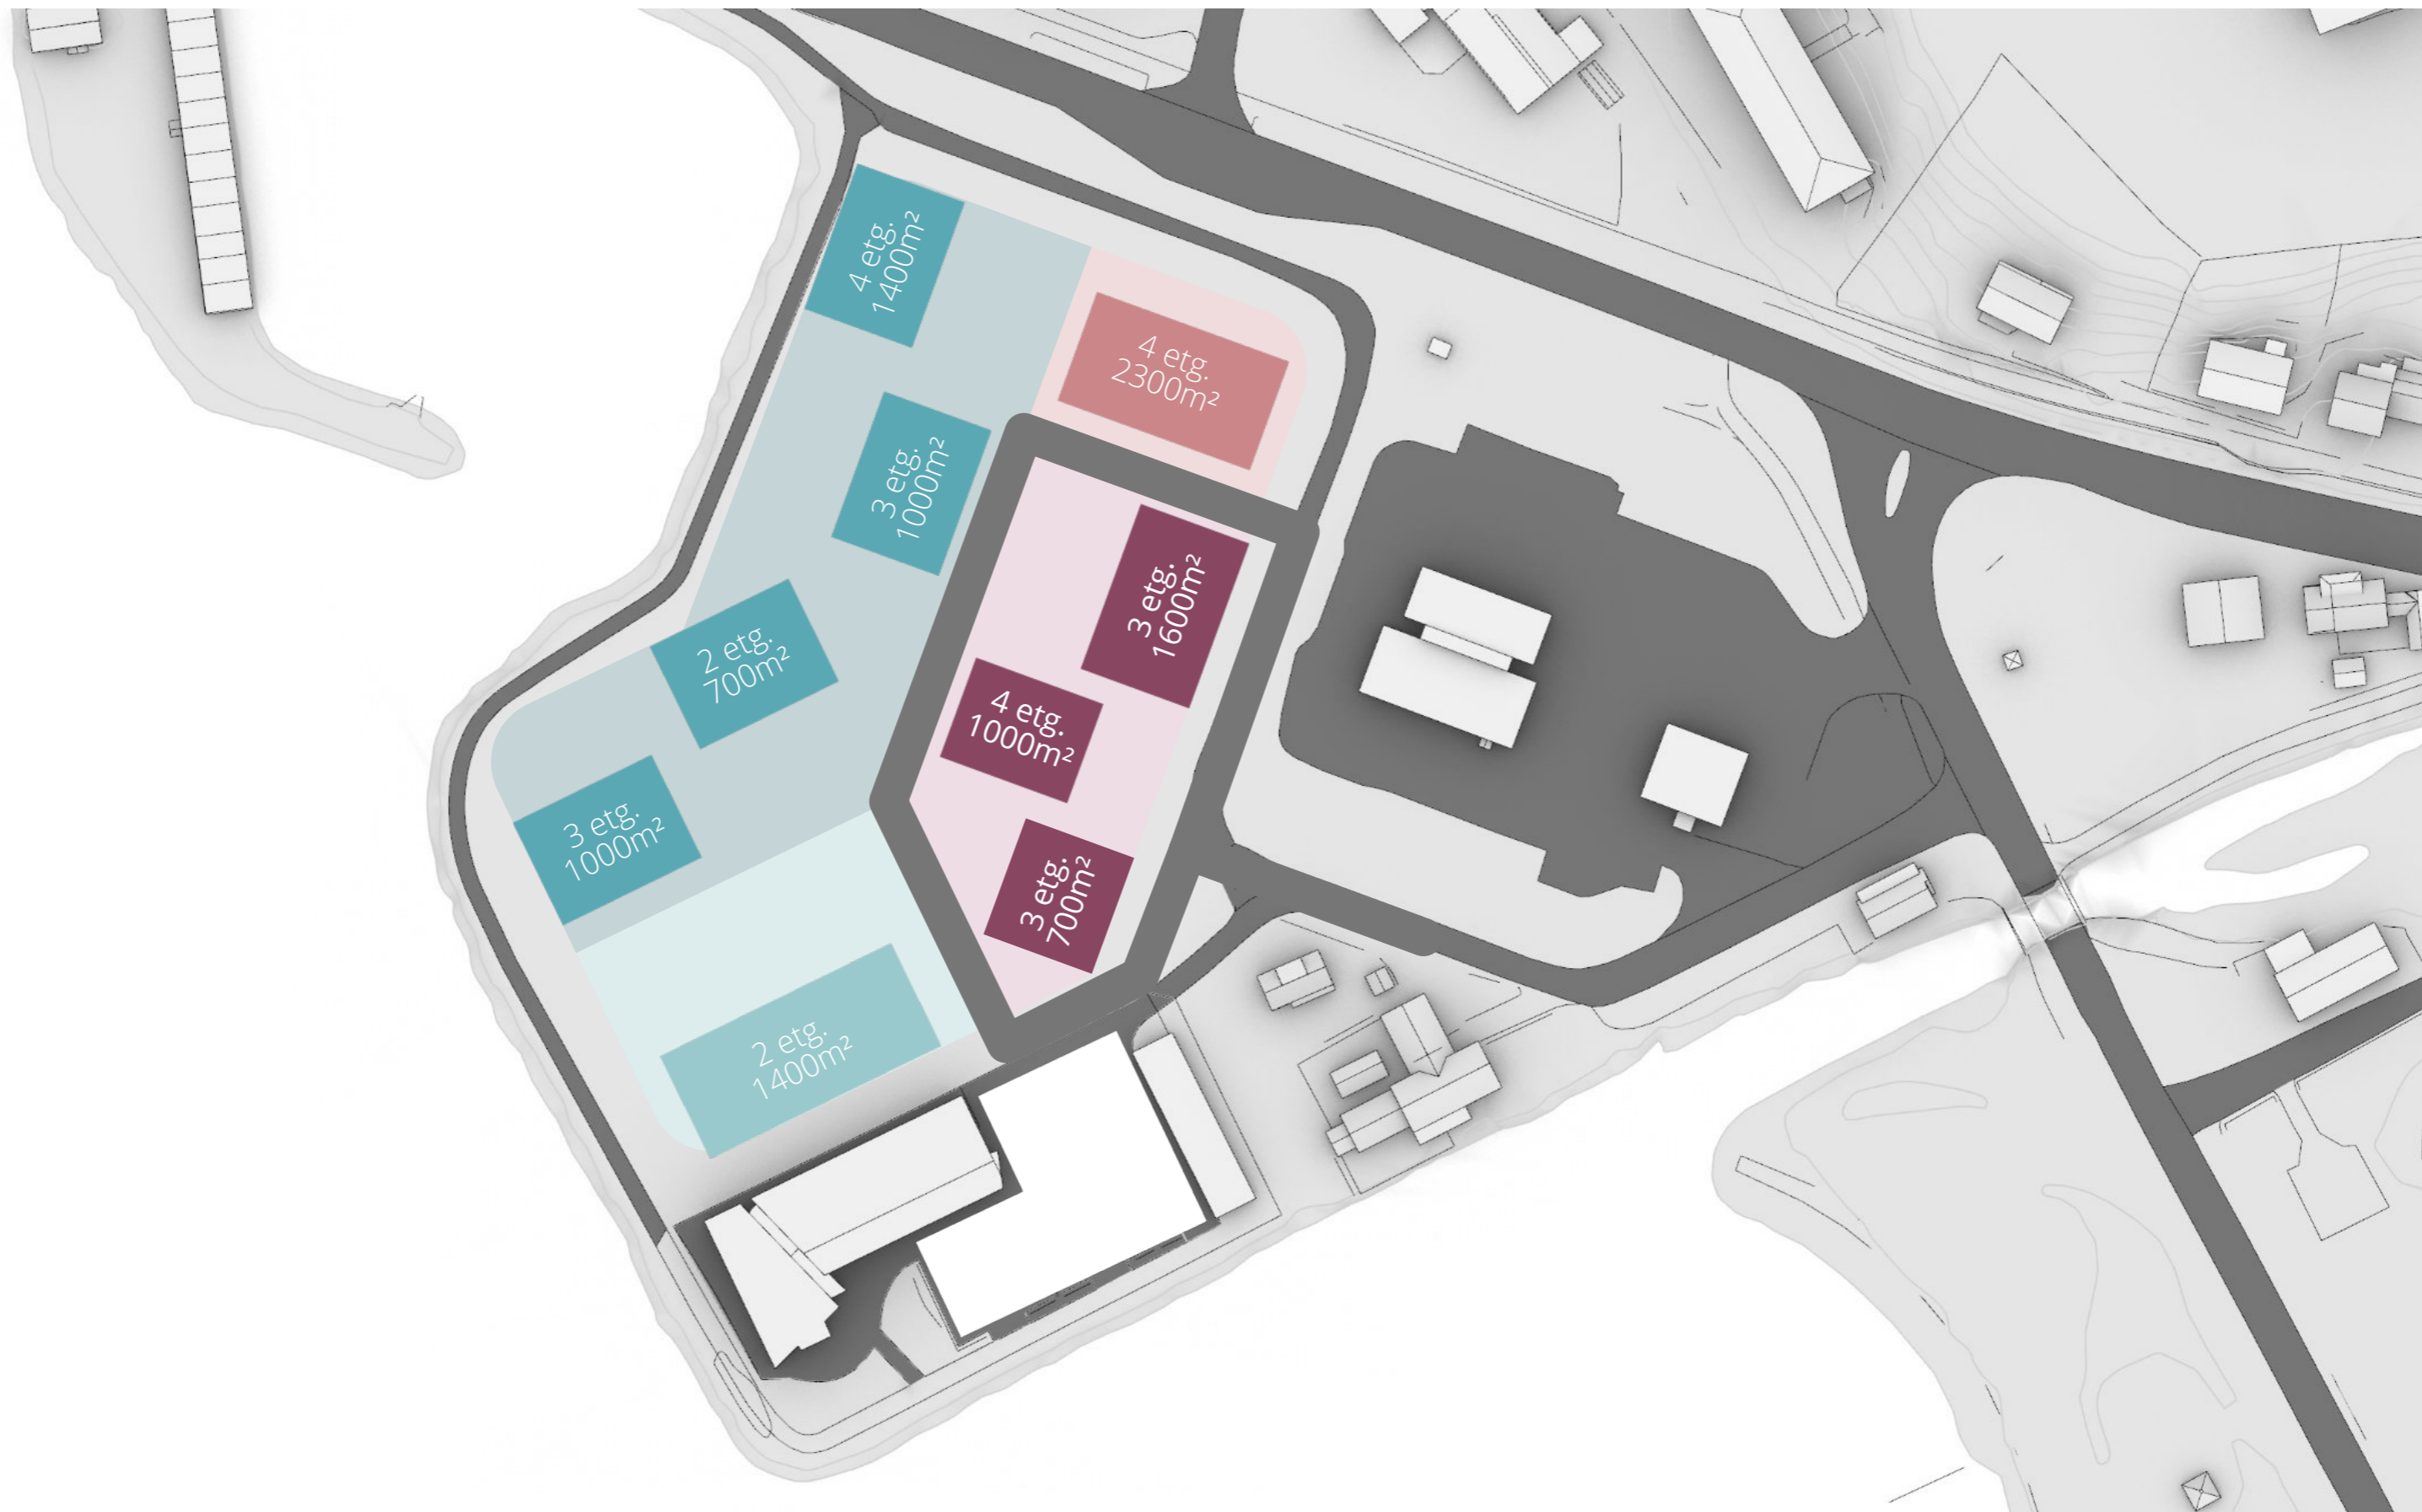 4 etg.
1400m²
4 etg.
2300m²
3 etg.
1000m²
3 etg.
1600m²
2 etg.
700m²
4 etg.
1000m²
3 etg.
1000m²
3 etg.
700m²
2 etg.
1400m²